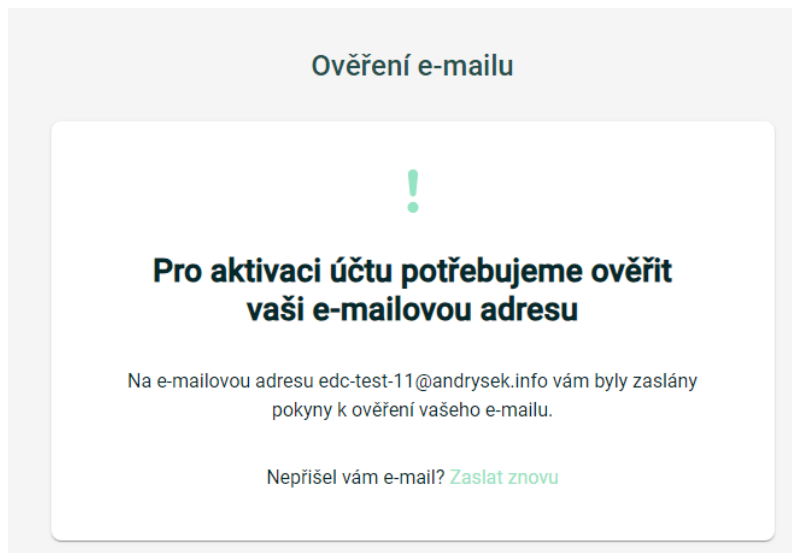 Ověření e-mailu
!
Pro aktivaci účtu potřebujeme ověřit
vaši e-mailovou adresu
Na e-mailovou adresu edc-test-11@andrysek.info vám byly zaslány
pokyny k ověření vašeho e-mailu.
Nepřišel vám e-mail? Zaslat znovu